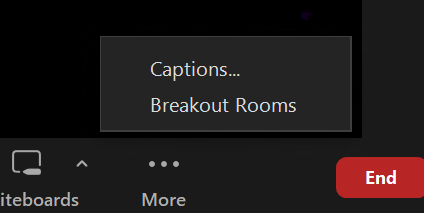 Captions...
Breakout Rooms
iteboards
More
End